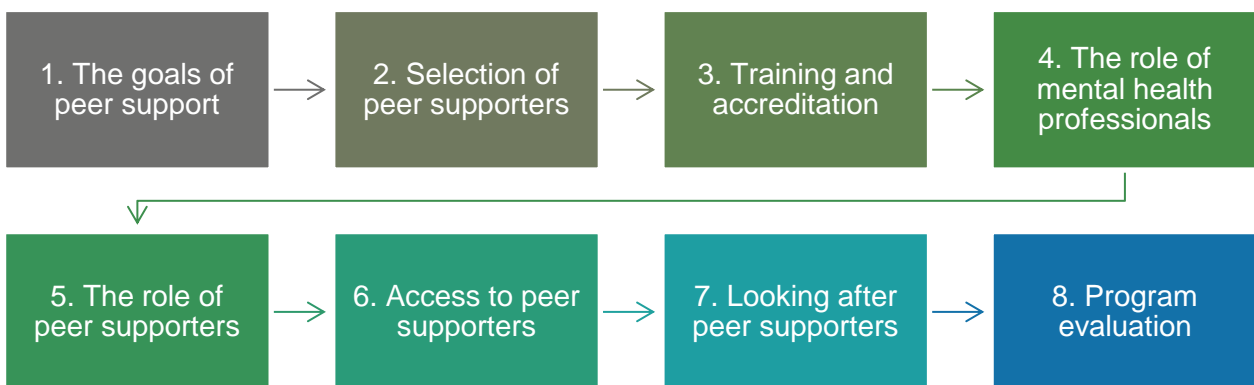 1. The goals of
peer support
2. Selection of
peer supporters
3. Training and
accreditation
4. The role of
mental health
professionals
5. The role of
peer supporters
6. Access to peer
supporters
7. Looking after
peer supporters
8. Program
evaluation